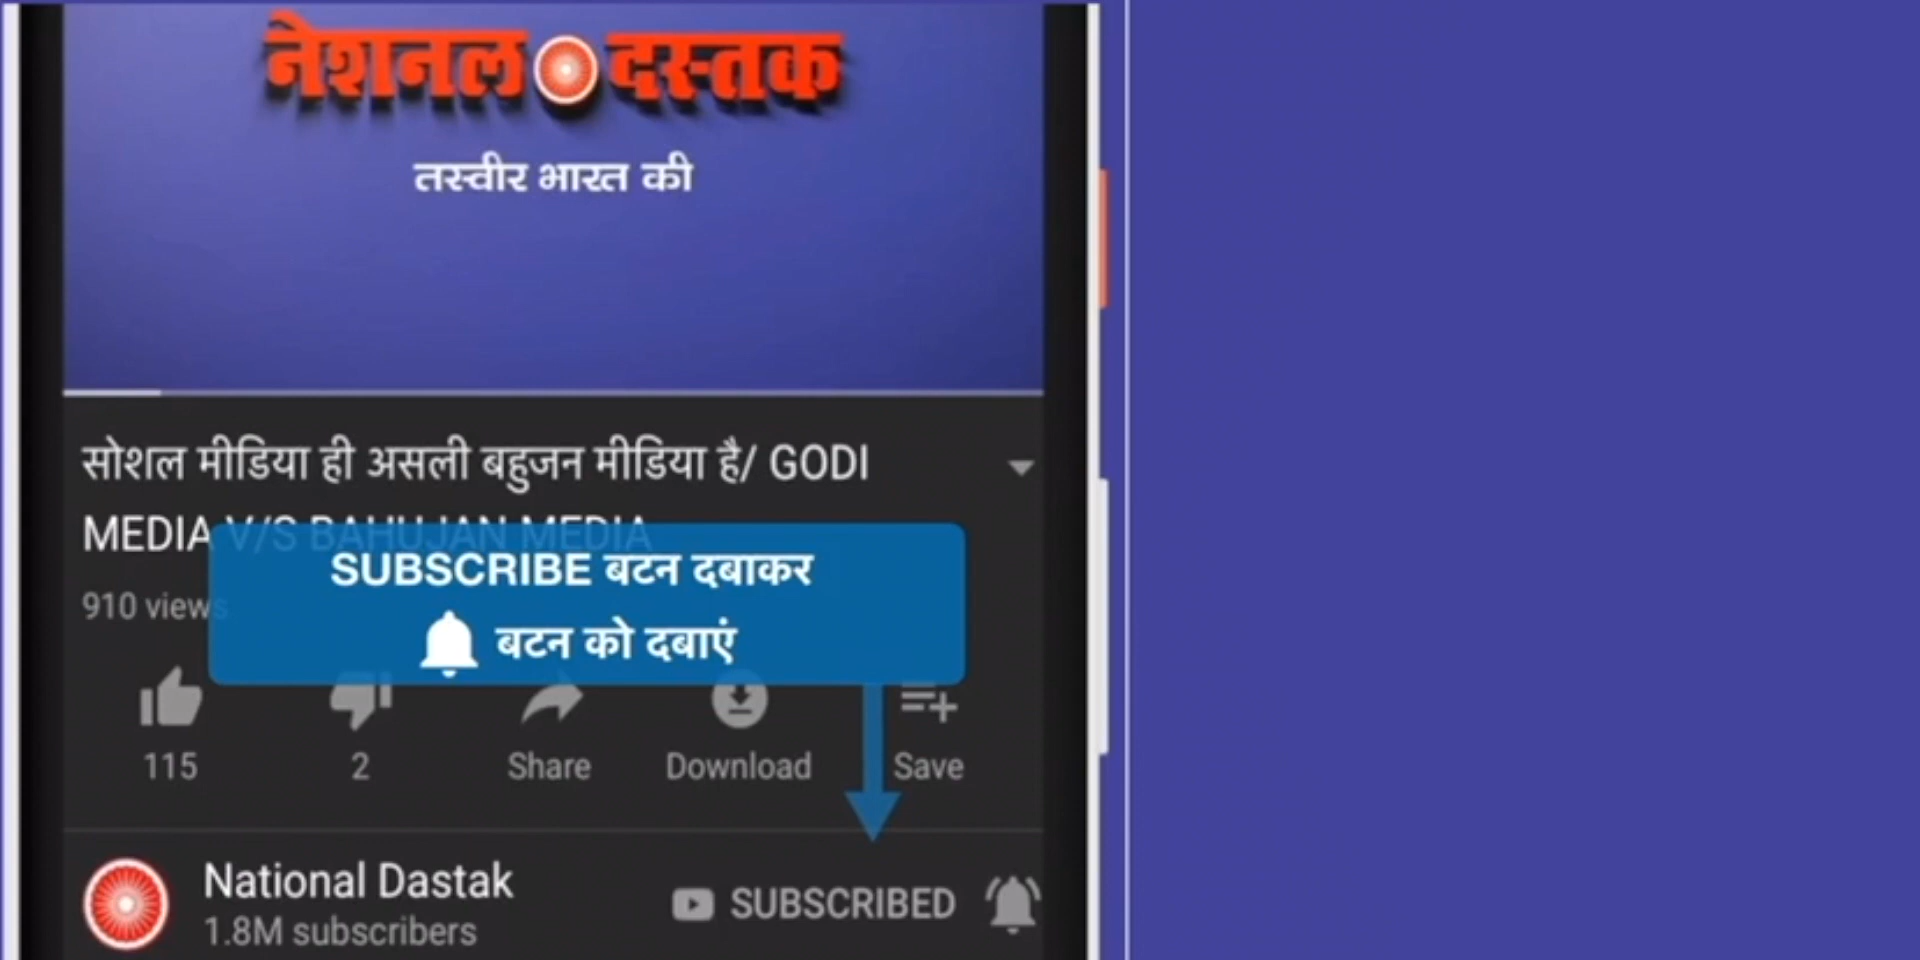 नेशनल दस्तक
तस्वीर भारत की
सोशल मीडिया ही असली बहुजन मीडिया है/ GODI
MEDIA V/S BAHUJAN MEDIA
SUBSCRIBE बटन दबाकर
बटन को दबाएं
910 views
115
2
Share
Download
Save
National Dastak
1.8M subscribers
SUBSCRIBED